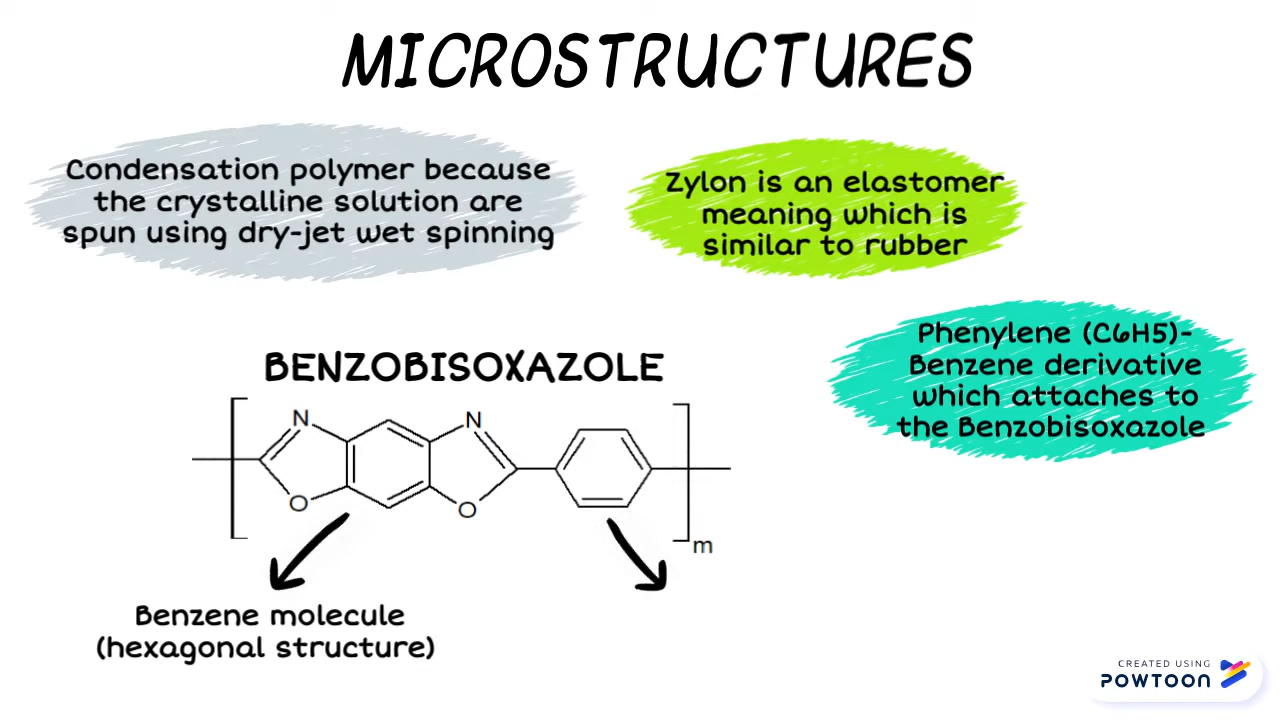 MICROSTRUCTURES
Condensation polymer because
the crystalline solution are
spun using dry-jet wet spinning
Zylon is an elastomer
meaning which is
similar to rubber
Phenylene (C6H5)-
Benzene derivative
which attaches to
the Benzobisoxazole
BENZOBISOXAZOLE
N
N
O
O
m
Benzene molecule
(hexagonal structure)
CREATED USING
POWTOON